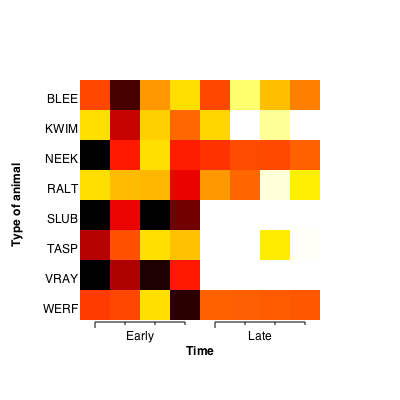 BLEE
KWIM
NEEK
RALT
SLUB
TASP
VRAY
WERF
Type of animal
Early Late
Time